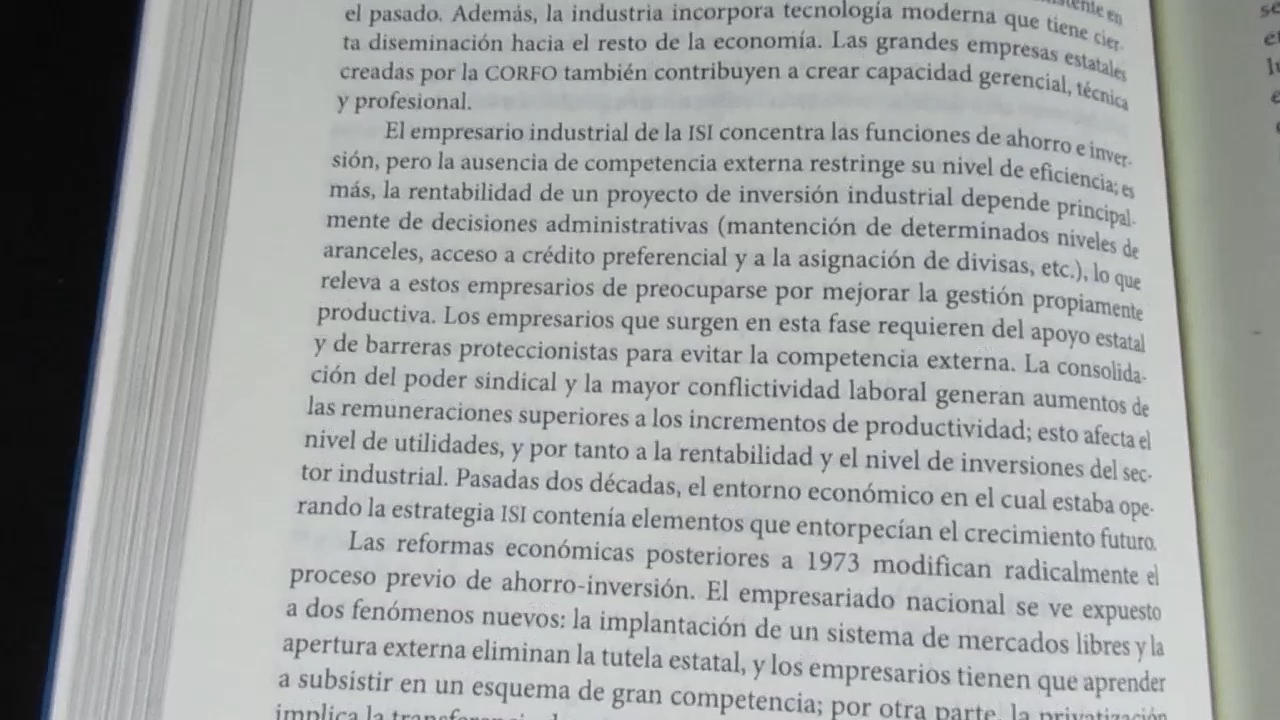 el pasado. Además, la industria incorpora tecnología moderna que tiene cier-
ta diseminación hacia el resto de la economía. Las grandes empresas estatales
creadas por la CORFO también contribuyen a crear capacidad gerencial, técnica
y profesional.
El empresario industrial de la ISI concentra las funciones de ahorro e inver-
sión, pero la ausencia de competencia externa restringe su nivel de eficiencia; es
más, la rentabilidad de un proyecto de inversión industrial depende principal-
mente de decisiones administrativas (mantención de determinados niveles de
aranceles, acceso a crédito preferencial y a la asignación de divisas, etc.), lo que
releva a estos empresarios de preocuparse por mejorar la gestión propiamente
productiva. Los empresarios que surgen en esta fase requieren del apoyo estatal
y de barreras proteccionistas para evitar la competencia externa. La consolida-
ción del poder sindical y la mayor conflictividad laboral generan aumentos de
las remuneraciones superiores a los incrementos de productividad; esto afecta el
nivel de utilidades, y por tanto a la rentabilidad y el nivel de inversiones del sec-
tor industrial. Pasadas dos décadas, el entorno económico en el cual estaba ope-
rando la estrategia ISI contenía elementos que entorpecían el crecimiento futuro.
Las reformas económicas posteriores a 1973 modifican radicalmente el
proceso previo de ahorro-inversión. El empresariado nacional se ve expuesto
a dos fenómenos nuevos: la implantación de un sistema de mercados libres y la
apertura externa eliminan la tutela estatal, y los empresarios tienen que aprender
a subsistir en un esquema de gran competencia; por otra parte, la privatización
implica la